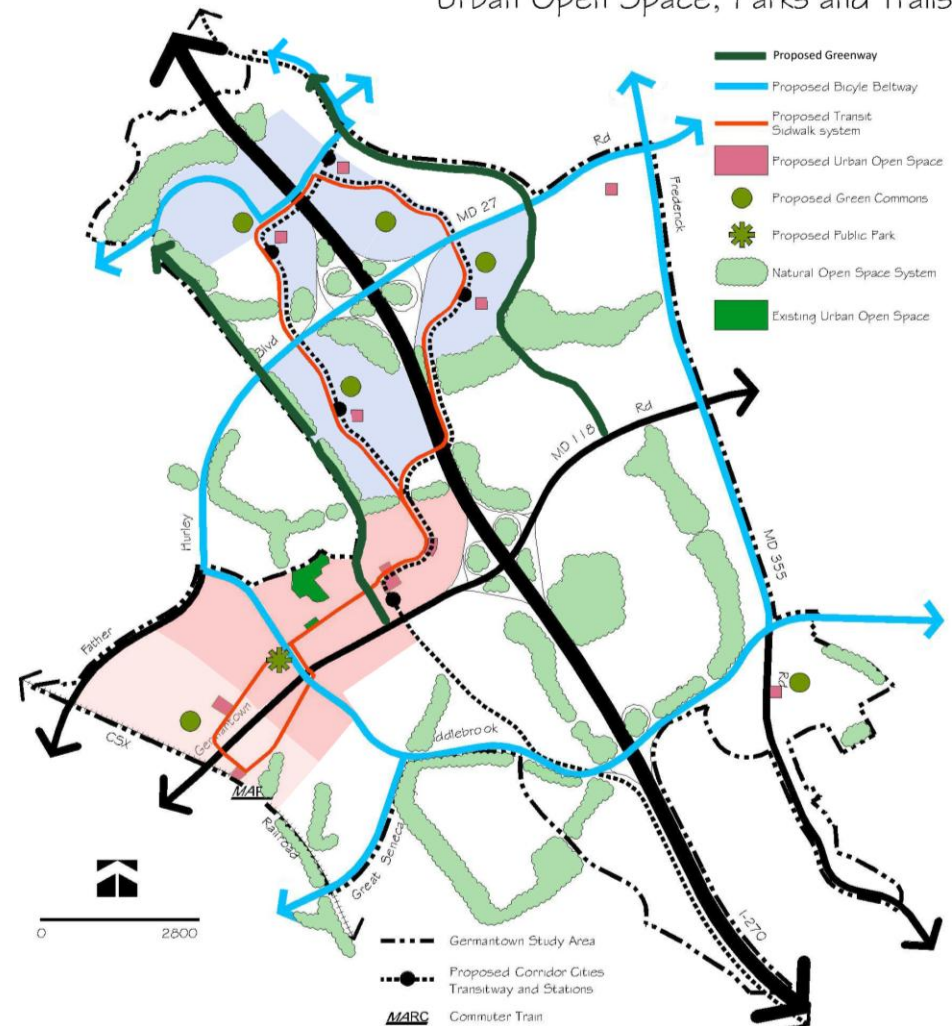 Urban Open Space, Parks and Trails
Proposed Greenway
Proposed Bicyle Beltway
Proposed Transit
Sidwalk system
Proposed Urban Open Space
Proposed Green Commons
Proposed Public Park
Natural Open Space System
Existing Urban Open Space
Rd
MD 27
Frederick
Blvd
Rd
MD 118
Hurley
MD 355
Father
Rd
Germantown
CSX
ddlebrook
MAR
Railroad
Great Seneca
I-270
0 2800
Germantown Study Area
Proposed Corridor Cities
Transitway and Stations
MARC Commuter Train